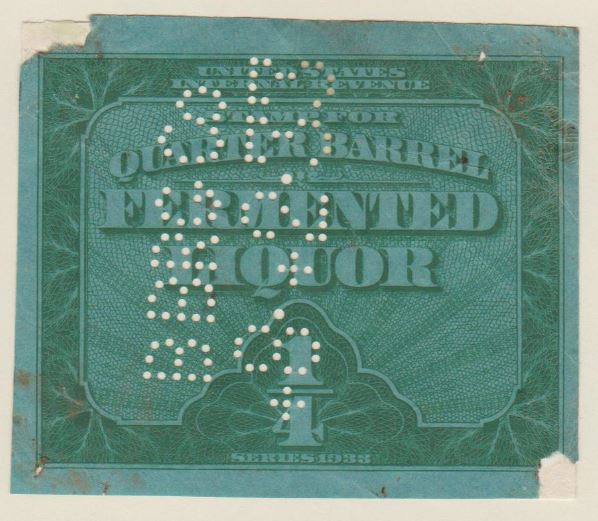 UNITED STATES
INTERNAL REVENUE
STAMP FOR
QUARTER BARREL
OF
FERMENTED
LIQUOR
1/4
SERIES 1933